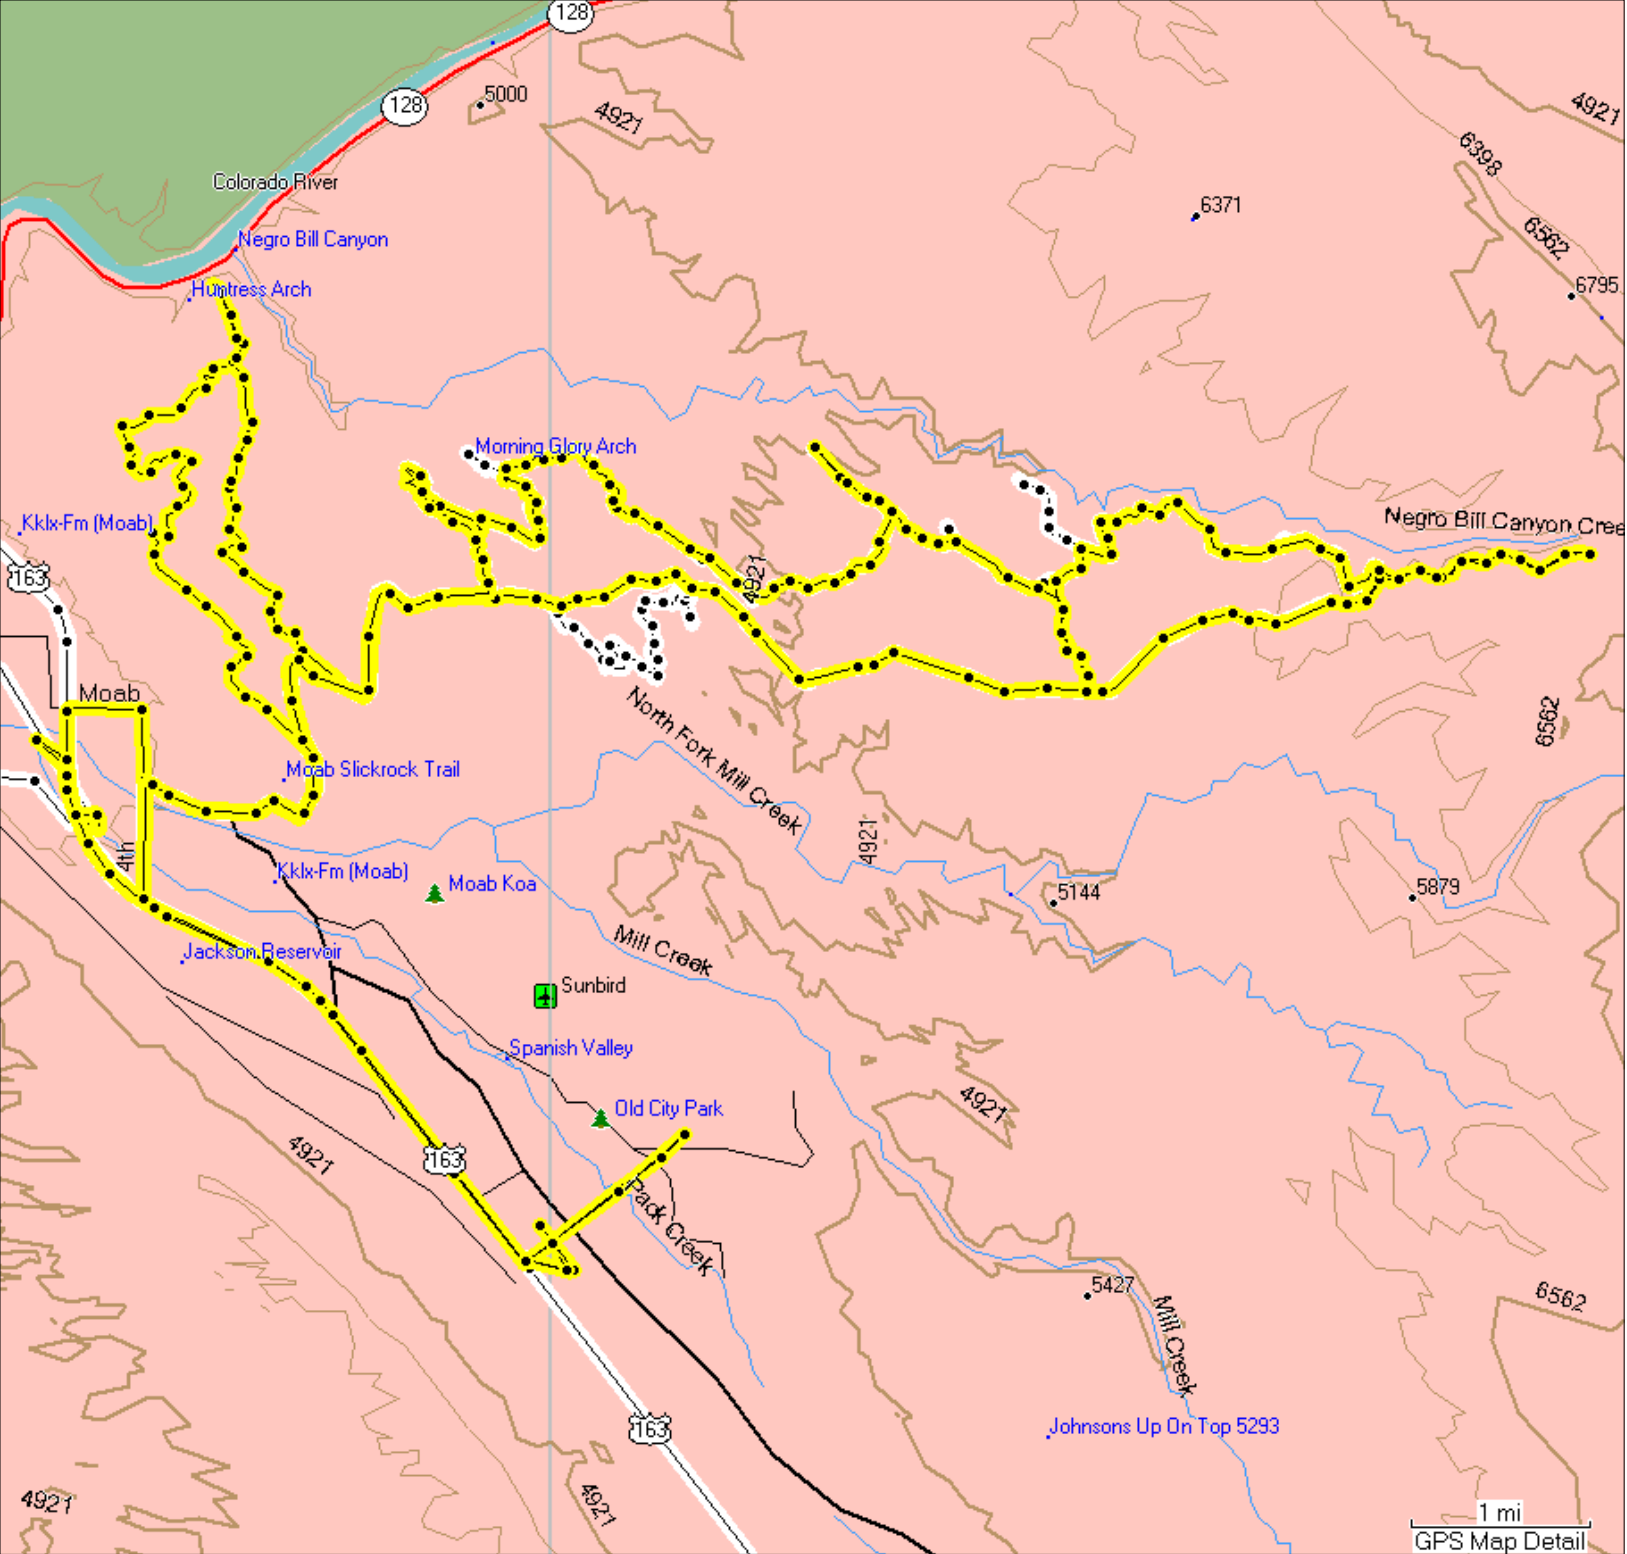 128
5000
128
4921
4921
6398
Colorado River
6371
Negro Bill Canyon
6562
Huntress Arch
6795
Morning Glory Arch
Kklx-Fm (Moab)
Negro Bill Canyon Cree
163
4921
Moab
North Fork Mill Creek
6562
Moab Slickrock Trail
4921
4th
Kklx-Fm (Moab)
Moab Koa
5144
5879
Jackson Reservoir
Mill Creek
Sunbird
Spanish Valley
Old City Park
4921
4921
163
Pack Creek
5427
6562
Mill Creek
163
Johnsons Up On Top 5293
4921
4921
1 mi
GPS Map Detail